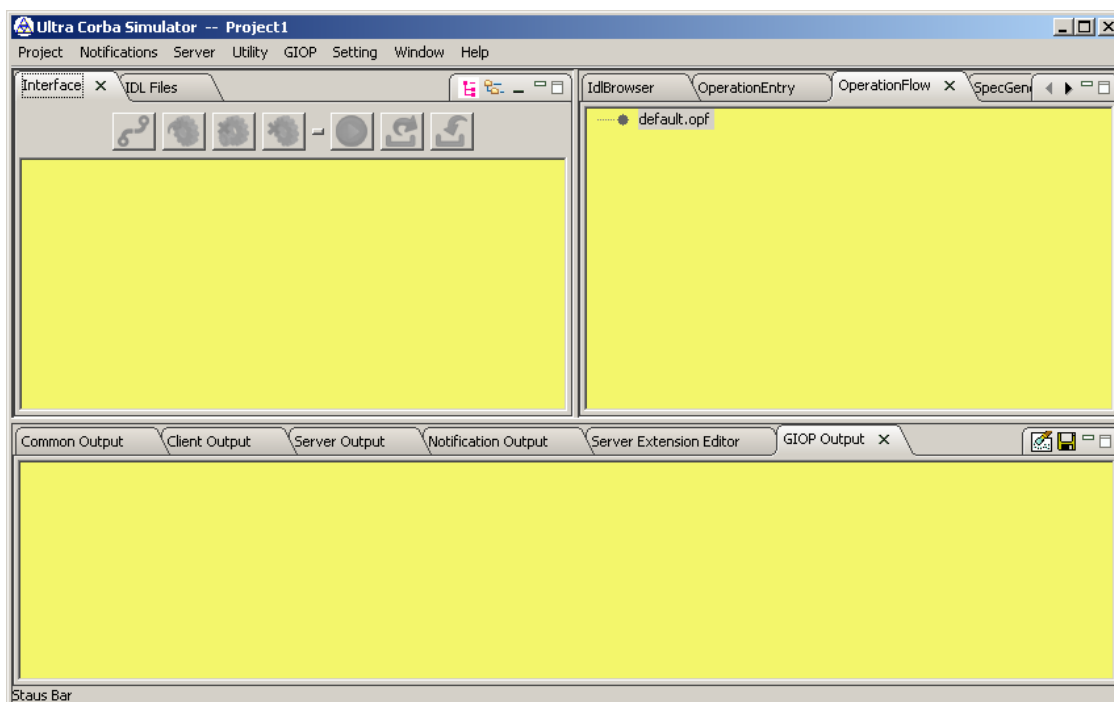 Ultra Corba Simulator -- Project1
Project Notifications Server Utility GIOP Setting Window Help
Interface IDL Files
IdlBrowser OperationEntry OperationFlow SpecGen
default.opf
Common Output Client Output Server Output Notification Output Server Extension Editor GIOP Output
Staus Bar